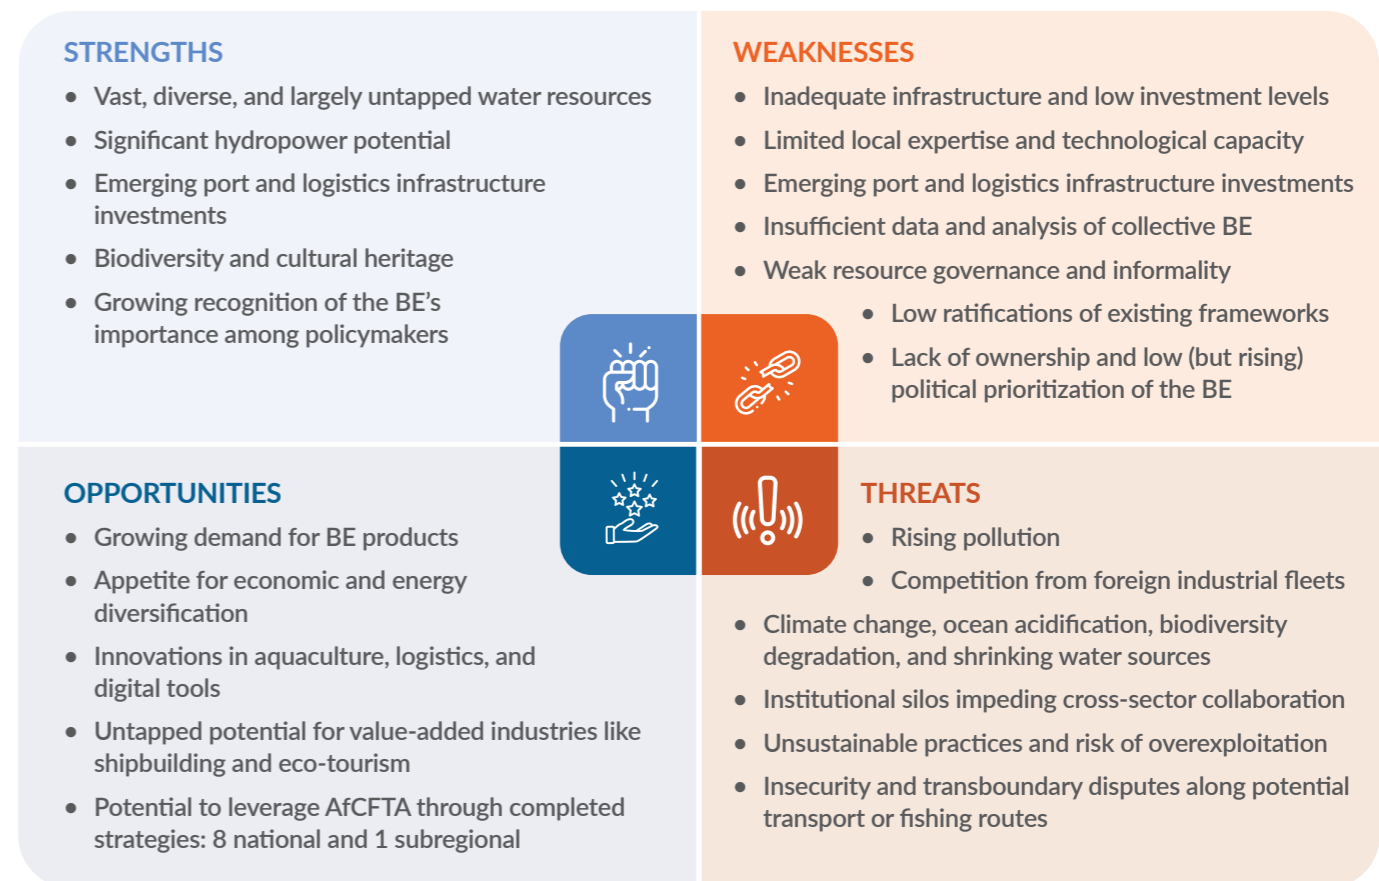 STRENGTHS
● Vast, diverse, and largely untapped water resources
● Significant hydropower potential
● Emerging port and logistics infrastructure
investments
● Biodiversity and cultural heritage
● Growing recognition of the BE’s
importance among policymakers
WEAKNESSES
● Inadequate infrastructure and low investment levels
● Limited local expertise and technological capacity
● Emerging port and logistics infrastructure investments
● Insufficient data and analysis of collective BE
● Weak resource governance and informality
● Low ratifications of existing frameworks
● Lack of ownership and low (but rising)
political prioritization of the BE
OPPORTUNITIES
● Growing demand for BE products
● Appetite for economic and energy
diversification
● Innovations in aquaculture, logistics, and
digital tools
● Untapped potential for value-added industries like
shipbuilding and eco-tourism
● Potential to leverage AfCFTA through completed
strategies: 8 national and 1 subregional
THREATS
● Rising pollution
● Competition from foreign industrial fleets
● Climate change, ocean acidification, biodiversity
degradation, and shrinking water sources
● Institutional silos impeding cross-sector collaboration
● Unsustainable practices and risk of overexploitation
● Insecurity and transboundary disputes along potential
transport or fishing routes